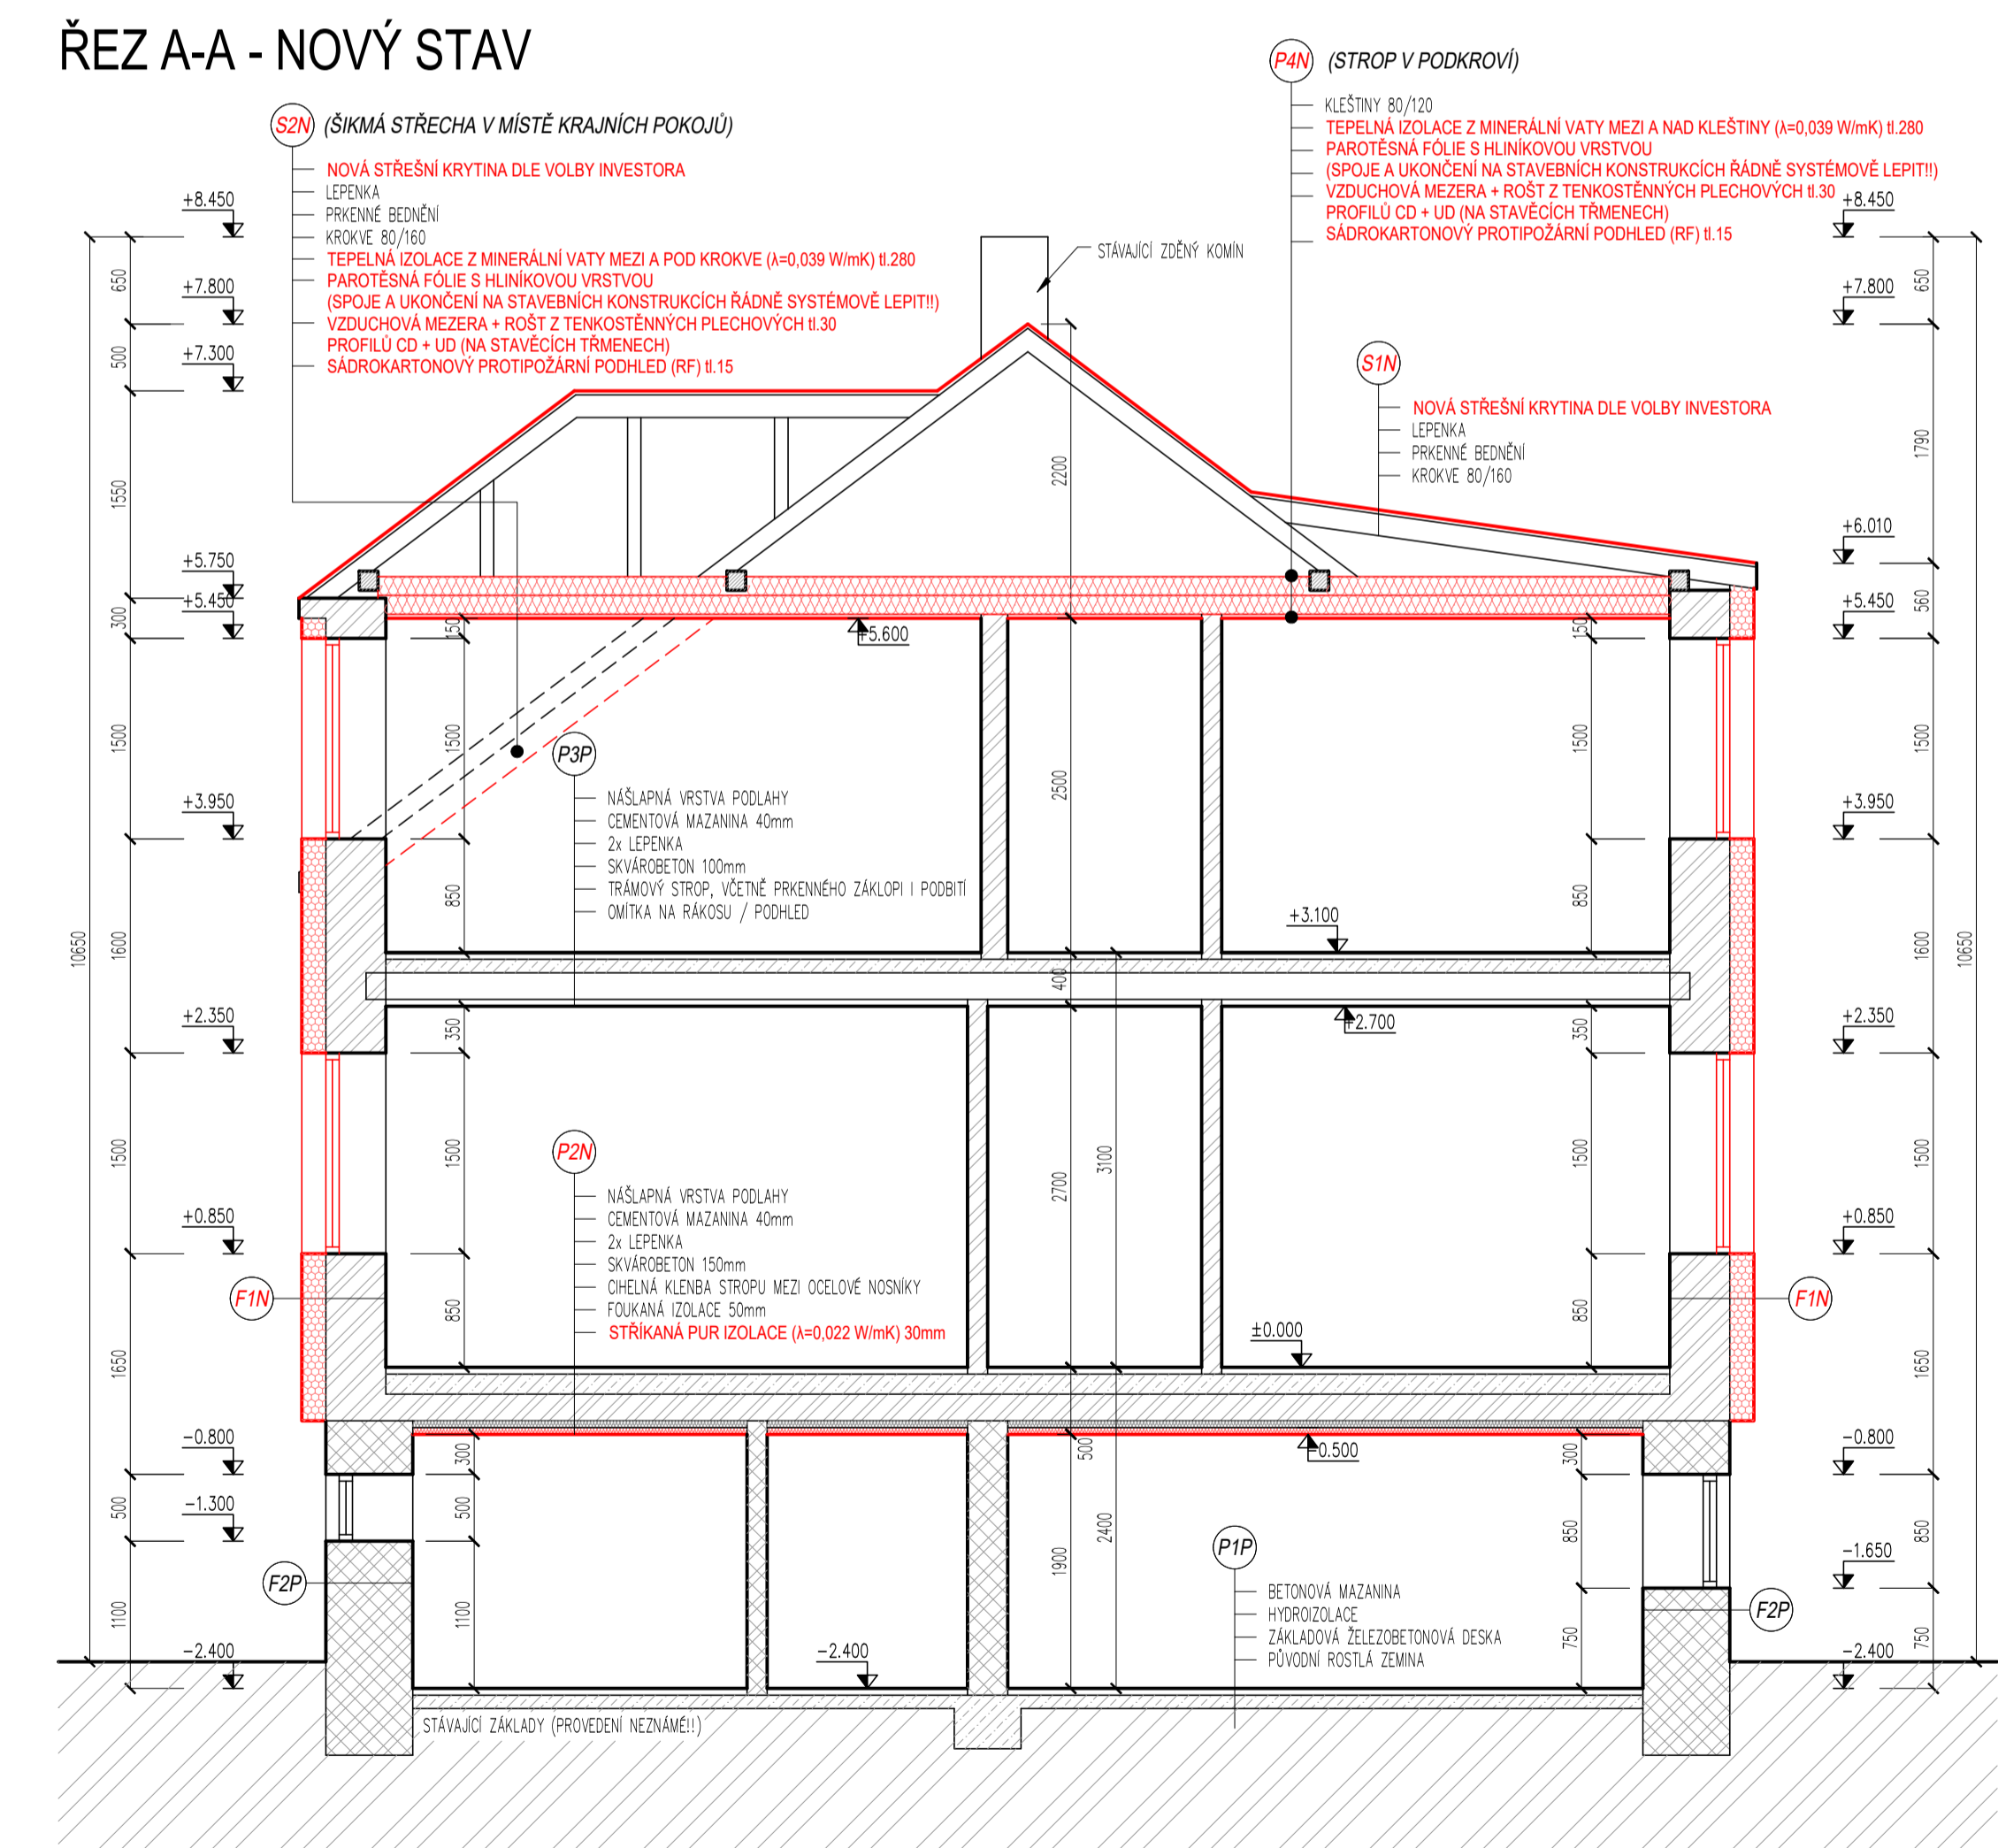 ŘEZ A-A - NOVÝ STAV
S2N (ŠIKMÁ STŘECHA V MÍSTĚ KRAJNÍCH POKOJŮ)
NOVÁ STŘEŠNÍ KRYTINA DLE VOLBY INVESTORA
LEPENKA
PRKENNÉ BEDNĚNÍ
KROKVE 80/160
TEPELNÁ IZOLACE Z MINERÁLNÍ VATY MEZI A POD KROKVE (λ=0,039 W/mK) tl.280
PAROTĚSNÁ FÓLIE S HLINÍKOVOU VRSTVOU
(SPOJE A UKONČENÍ NA STAVEBNÍCH KONSTRUKCÍCH ŘÁDNĚ SYSTÉMOVĚ LEPIT!!)
VZDUCHOVÁ MEZERA + ROŠT Z TENKOSTĚNNÝCH PLECHOVÝCH tl.30
PROFILŮ CD + UD (NA STAVĚCÍCH TŘMENECH)
SÁDROKARTONOVÝ PROTIPOŽÁRNÍ PODHLED (RF) tl.15
P4N (STROP V PODKROVÍ)
KLEŠTINY 80/120
TEPELNÁ IZOLACE Z MINERÁLNÍ VATY MEZI A NAD KLEŠTINY (λ=0,039 W/mK) tl.280
PAROTĚSNÁ FÓLIE S HLINÍKOVOU VRSTVOU
(SPOJE A UKONČENÍ NA STAVEBNÍCH KONSTRUKCÍCH ŘÁDNĚ SYSTÉMOVĚ LEPIT!!)
VZDUCHOVÁ MEZERA + ROŠT Z TENKOSTĚNNÝCH PLECHOVÝCH tl.30
PROFILŮ CD + UD (NA STAVĚCÍCH TŘMENECH)
SÁDROKARTONOVÝ PROTIPOŽÁRNÍ PODHLED (RF) tl.15
STÁVAJÍCÍ ZDĚNÝ KOMÍN
S1N
NOVÁ STŘEŠNÍ KRYTINA DLE VOLBY INVESTORA
LEPENKA
PRKENNÉ BEDNĚNÍ
KROKVE 80/160
+8.450
+7.800
+7.300
+5.750
+5.450
+3.950
+2.350
+0.850
-0.800
-1.300
-2.400
10650
650
500
1550
300
1500
1600
1500
1650
500
1100
150
1500
850
350
1500
850
300
500
1100
P3P
NÁŠLAPNÁ VRSTVA PODLAHY
CEMENTOVÁ MAZANINA 40mm
2x LEPENKA
SKVÁROBETON 100mm
TRÁMOVÝ STROP, VČETNĚ PRKENNÉHO ZÁKLOPI I PODBITÍ
OMÍTKA NA RÁKOSU / PODHLED
P2N
NÁŠLAPNÁ VRSTVA PODLAHY
CEMENTOVÁ MAZANINA 40mm
2x LEPENKA
SKVÁROBETON 150mm
CIHELNÁ KLENBA STROPU MEZI OCELOVÉ NOSNÍKY
FOUKANÁ IZOLACE 50mm
STŘÍKANÁ PUR IZOLACE (λ=0,022 W/mK) 30mm
+5.600
+3.100
+2.700
±0.000
-0.500
-2.400
2200
2500
400
2700
3100
500
1900
2400
P1P
BETONOVÁ MAZANINA
HYDROIZOLACE
ZÁKLADOVÁ ŽELEZOBETONOVÁ DESKA
PŮVODNÍ ROSTLÁ ZEMINA
STÁVAJÍCÍ ZÁKLADY (PROVEDENÍ NEZNÁMÉ!!)
F1N
F2P
F1N
F2P
150
1500
850
350
1500
850
300
850
750
+8.450
+7.800
+6.010
+5.450
+3.950
+2.350
+0.850
-0.800
-1.650
-2.400
650
1790
560
1500
1600
1500
1650
850
750
10650